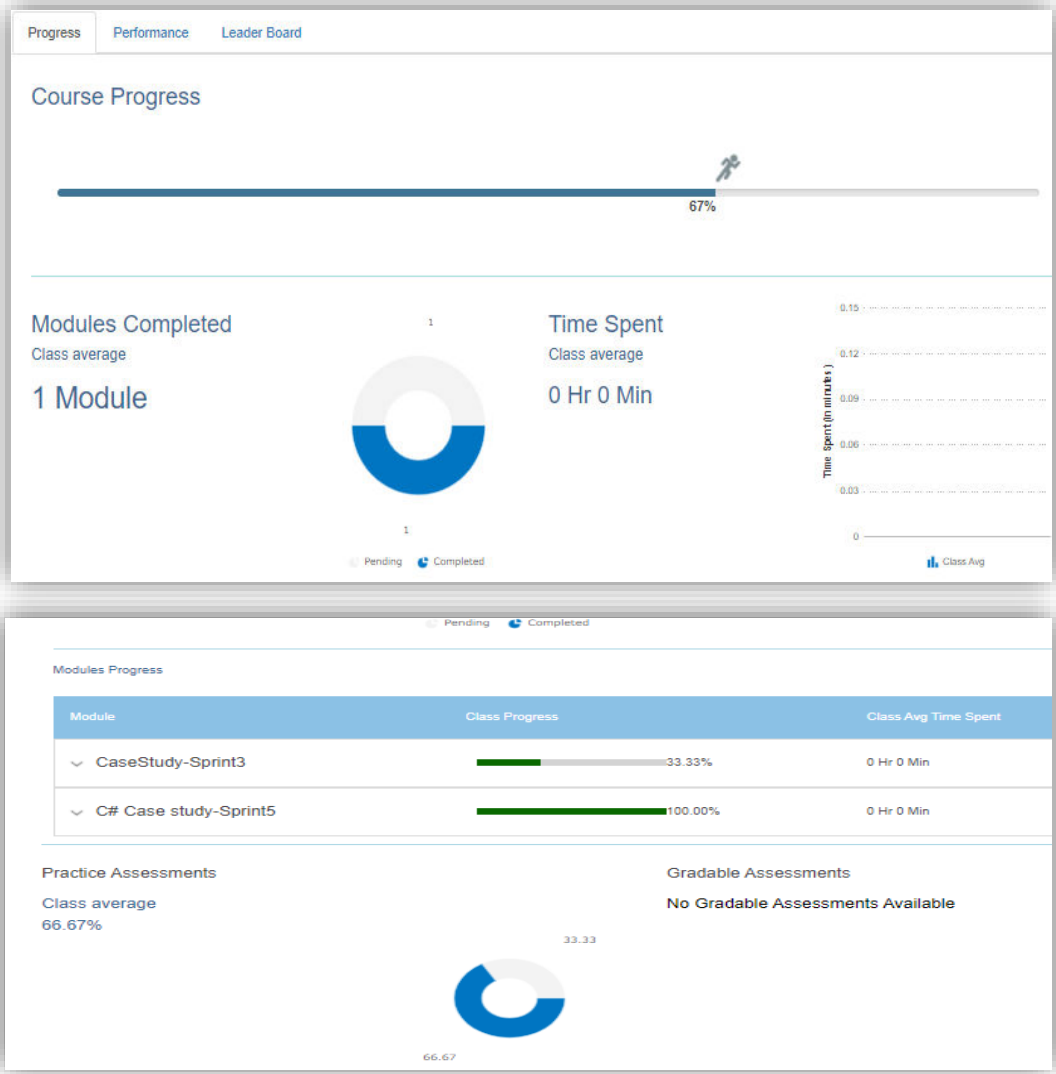 Progress Performance Leader Board
Course Progress
67%
Modules Completed
Class average
1 Module
1
1
Pending Completed
Time Spent
Class average
0 Hr 0 Min
Time Spent (in minutes)
0.15
0.12
0.09
0.06
0.03
0
Class Avg
Pending Completed
Modules Progress
Module Class Progress Class Avg Time Spent
CaseStudy-Sprint3 33.33% 0 Hr 0 Min
C# Case study-Sprint5 100.00% 0 Hr 0 Min
Practice Assessments
Class average
66.67%
33.33
66.67
Gradable Assessments
No Gradable Assessments Available